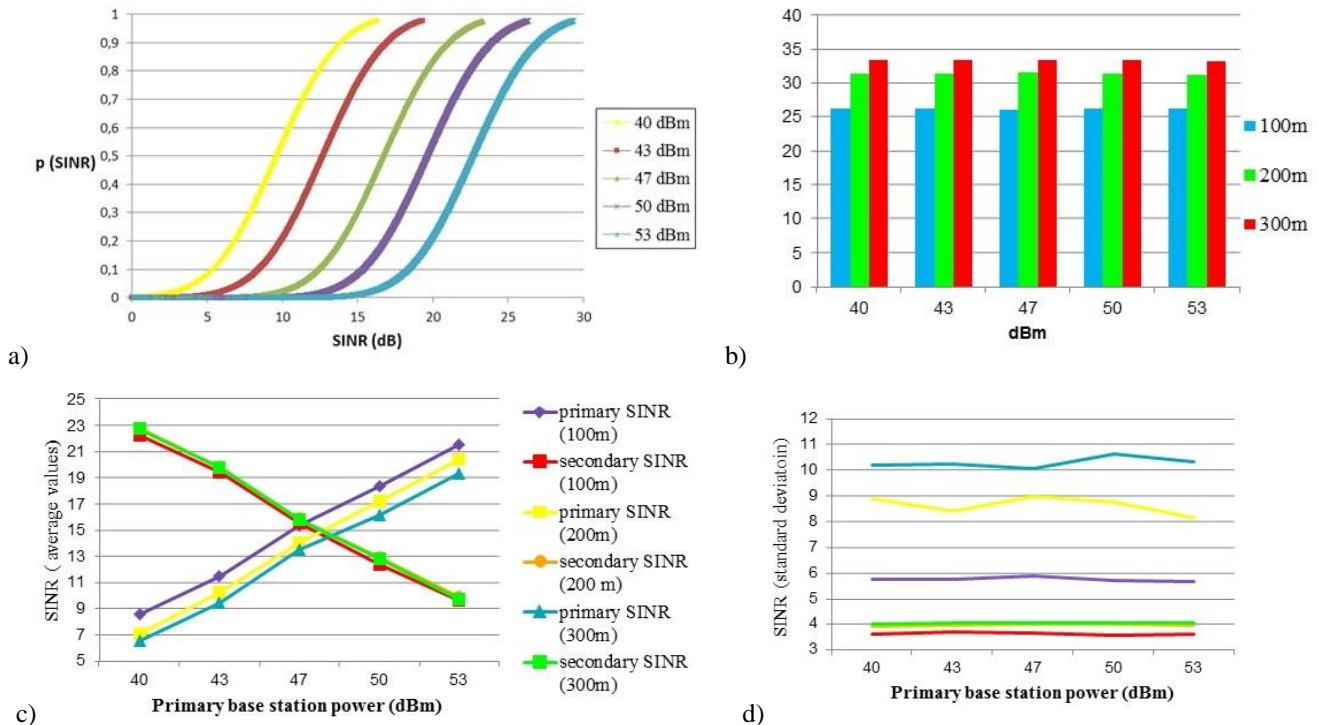 1
0,9
0,8
0,7
0,6
0,5
0,4
0,3
0,2
0,1
0
p (SINR)
0 5 10 15 20 25 30
SINR (dB)
40 dBm
43 dBm
47 dBm
50 dBm
53 dBm
a)
40
35
30
25
20
15
10
5
0
40 43 47 50 53
dBm
100m
200m
300m
b)
SINR ( average values)
25
23
21
19
17
15
13
11
9
7
5
40 43 47 50 53
Primary base station power (dBm)
primary SINR
(100m)
secondary SINR
(100m)
primary SINR
(200m)
secondary SINR
(200 m)
primary SINR
(300m)
secondary SINR
(300m)
c)
SINR (standard deviatoin)
12
11
10
9
8
7
6
5
4
3
40 43 47 50 53
Primary base station power (dBm)
d)